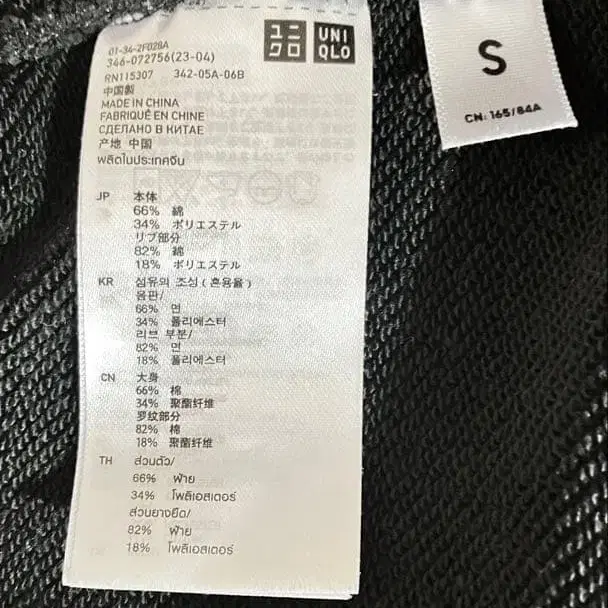 01-34-2F028A
346-072756(23-04)
RN115307 342-05A-06B
ユニ
クロ
UNI
QLO
中国製
MADE IN CHINA
FABRIQUÉ EN CHINE
СДЕЛАНО В КИТАЕ
产地 中国
ผลิตในประเทศจีน
JP 本体
66% 綿
34% ポリエステル
リブ部分
82% 綿
18% ポリエステル
KR 섬유의 조성 ( 혼용율 )
몸판/
66% 면
34% 폴리에스터
리브 부분/
82% 면
18% 폴리에스터
CN 大身
66% 棉
34% 聚酯纤维
罗纹部分
82% 棉
18% 聚酯纤维
TH ส่วนตัว/
66% ฝ้าย
34% โพลีเอสเตอร์
ส่วนยางยืด/
82% ฝ้าย
18% โพลีเอสเตอร์
S
CN: 165/84A